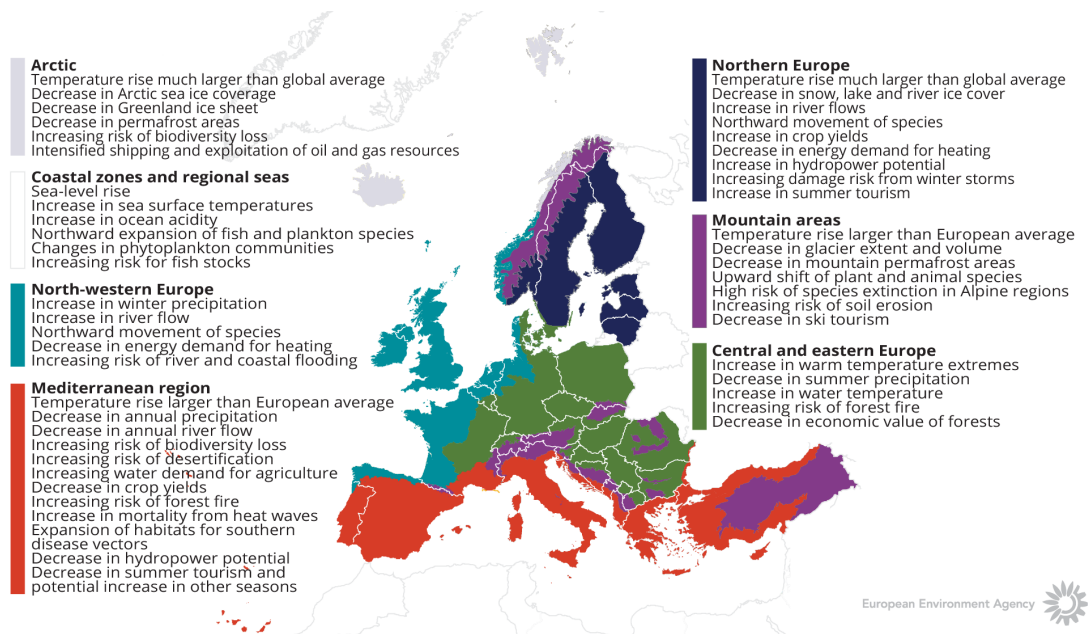 Arctic
Temperature rise much larger than global average
Decrease in Arctic sea ice coverage
Decrease in Greenland ice sheet
Decrease in permafrost areas
Increasing risk of biodiversity loss
Intensified shipping and exploitation of oil and gas resources
Coastal zones and regional seas
Sea-level rise
Increase in sea surface temperatures
Increase in ocean acidity
Northward expansion of fish and plankton species
Changes in phytoplankton communities
Increasing risk for fish stocks
North-western Europe
Increase in winter precipitation
Increase in river flow
Northward movement of species
Decrease in energy demand for heating
Increasing risk of river and coastal flooding
Mediterranean region
Temperature rise larger than European average
Decrease in annual precipitation
Decrease in annual river flow
Increasing risk of biodiversity loss
Increasing risk of desertification
Increasing water demand for agriculture
Decrease in crop yields
Increasing risk of forest fire
Increase in mortality from heat waves
Expansion of habitats for southern
disease vectors
Decrease in hydropower potential
Decrease in summer tourism and
potential increase in other seasons
Northern Europe
Temperature rise much larger than global average
Decrease in snow, lake and river ice cover
Increase in river flows
Northward movement of species
Increase in crop yields
Decrease in energy demand for heating
Increase in hydropower potential
Increasing damage risk from winter storms
Increase in summer tourism
Mountain areas
Temperature rise larger than European average
Decrease in glacier extent and volume
Decrease in mountain permafrost areas
Upward shift of plant and animal species
High risk of species extinction in Alpine regions
Increasing risk of soil erosion
Decrease in ski tourism
Central and eastern Europe
Increase in warm temperature extremes
Decrease in summer precipitation
Increase in water temperature
Increasing risk of forest fire
Decrease in economic value of forests
European Environment Agency